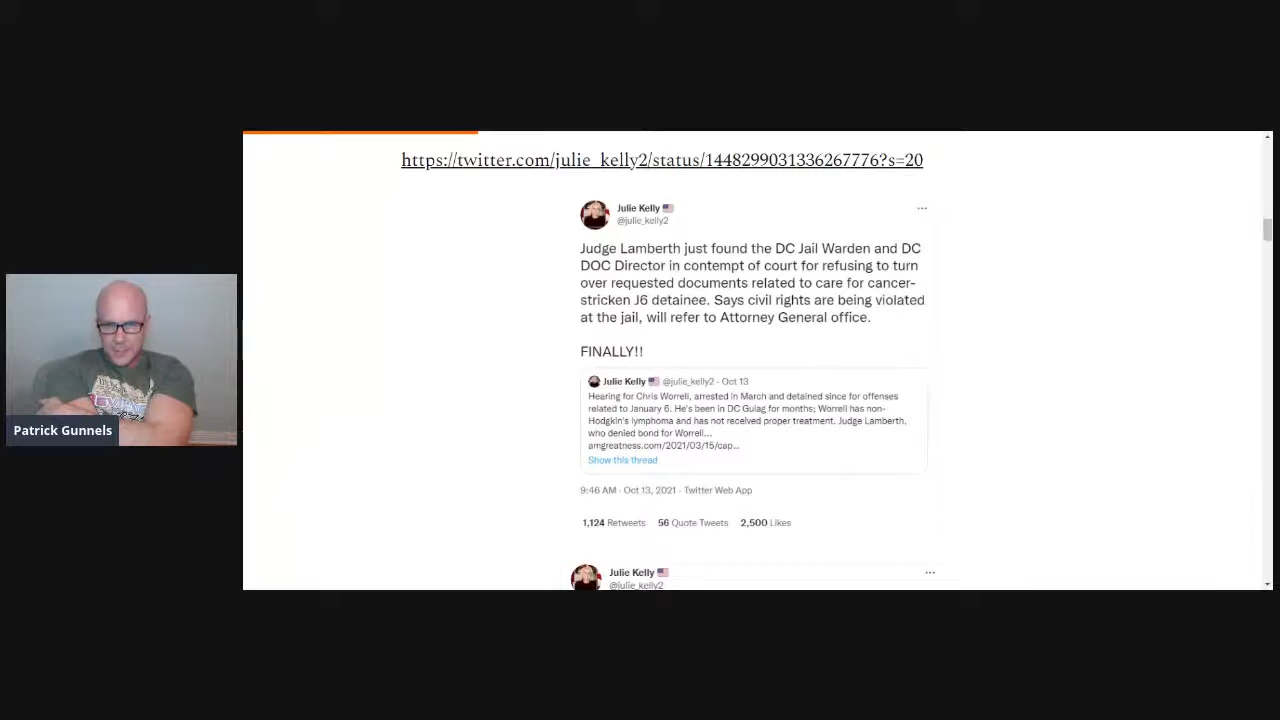 https://twitter.com/julie_kelly2/status/1448299031336267776?s=20
Julie Kelly
@julie_kelly2
Judge Lamberth just found the DC Jail Warden and DC
DOC Director in contempt of court for refusing to turn
over requested documents related to care for cancer-
stricken J6 detainee. Says civil rights are being violated
at the jail, will refer to Attorney General office.
FINALLY!!
Julie Kelly @julie_kelly2 · Oct 13
Hearing for Chris Worrell, arrested in March and detained since for offenses
related to January 6. He's been in DC Gulag for months; Worrell has non-
Hodgkin's lymphoma and has not received proper treatment. Judge Lamberth,
who denied bond for Worrell...
amgreatness.com/2021/03/15/cap...
Show this thread
9:46 AM · Oct 13, 2021 · Twitter Web App
1,124 Retweets 56 Quote Tweets 2,500 Likes
Julie Kelly
@julie_kelly2
Patrick Gunnels